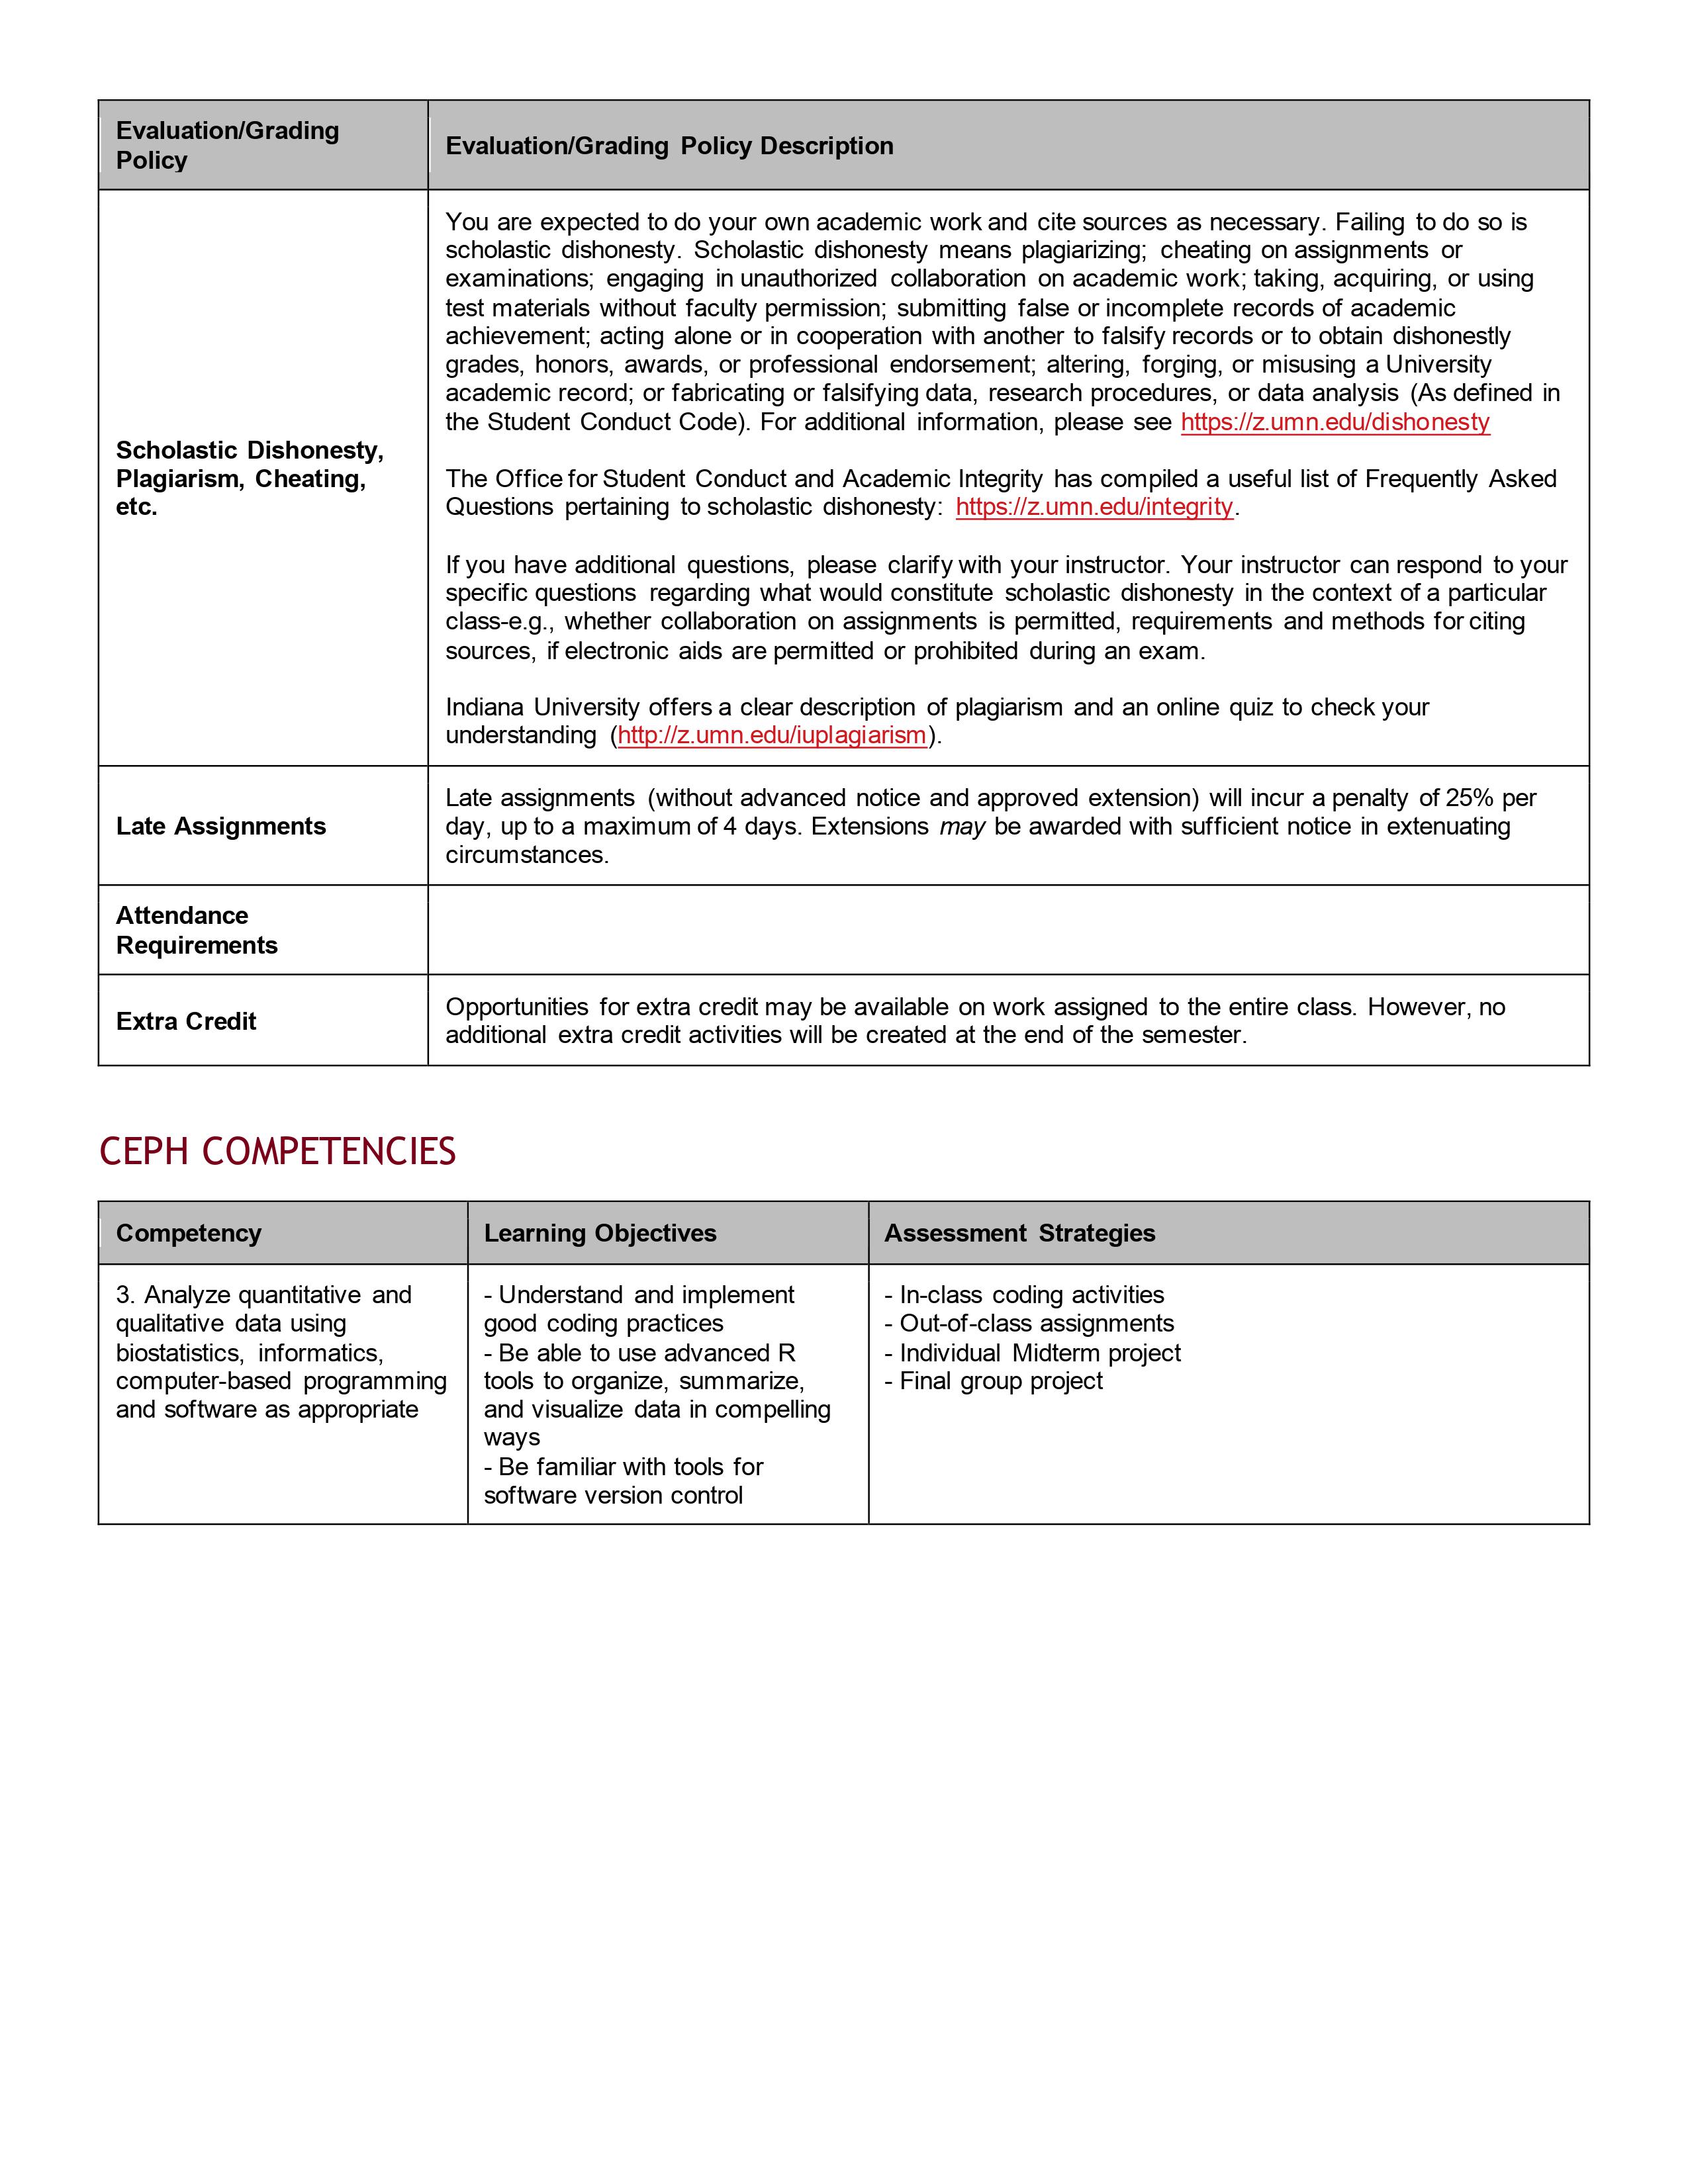 Evaluation/Grading
Policy
Evaluation/Grading Policy Description
Scholastic Dishonesty,
Plagiarism, Cheating,
etc.
You are expected to do your own academic work and cite sources as necessary. Failing to do so is
scholastic dishonesty. Scholastic dishonesty means plagiarizing; cheating on assignments or
examinations; engaging in unauthorized collaboration on academic work; taking, acquiring, or using
test materials without faculty permission; submitting false or incomplete records of academic
achievement; acting alone or in cooperation with another to falsify records or to obtain dishonestly
grades, honors, awards, or professional endorsement; altering, forging, or misusing a University
academic record; or fabricating or falsifying data, research procedures, or data analysis (As defined in
the Student Conduct Code). For additional information, please see https://z.umn.edu/dishonesty
The Office for Student Conduct and Academic Integrity has compiled a useful list of Frequently Asked
Questions pertaining to scholastic dishonesty: https://z.umn.edu/integrity.
If you have additional questions, please clarify with your instructor. Your instructor can respond to your
specific questions regarding what would constitute scholastic dishonesty in the context of a particular
class-e.g., whether collaboration on assignments is permitted, requirements and methods for citing
sources, if electronic aids are permitted or prohibited during an exam.
Indiana University offers a clear description of plagiarism and an online quiz to check your
understanding (http://z.umn.edu/iuplagiarism).
Late Assignments
Late assignments (without advanced notice and approved extension) will incur a penalty of 25% per
day, up to a maximum of 4 days. Extensions may be awarded with sufficient notice in extenuating
circumstances.
Attendance
Requirements
Extra Credit
Opportunities for extra credit may be available on work assigned to the entire class. However, no
additional extra credit activities will be created at the end of the semester.
CEPH COMPETENCIES
Competency
Learning Objectives
Assessment Strategies
3. Analyze quantitative and
qualitative data using
biostatistics, informatics,
computer-based programming
and software as appropriate
- Understand and implement
good coding practices
- Be able to use advanced R
tools to organize, summarize,
and visualize data in compelling
ways
- Be familiar with tools for
software version control
- In-class coding activities
- Out-of-class assignments
- Individual Midterm project
- Final group project